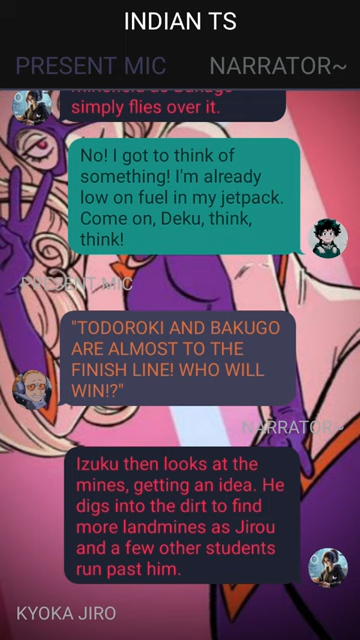 INDIAN TS
PRESENT MIC
NARRATOR~
simply flies over it.
No! I got to think of
something! I'm already
low on fuel in my jetpack.
Come on, Deku, think,
think!
PRESENT MIC
"TODOROKI AND BAKUGO
ARE ALMOST TO THE
FINISH LINE! WHO WILL
WIN!?"
NARRATOR~
Izuku then looks at the
mines, getting an idea. He
digs into the dirt to find
more landmines as Jirou
and a few other students
run past him.
KYOKA JIRO